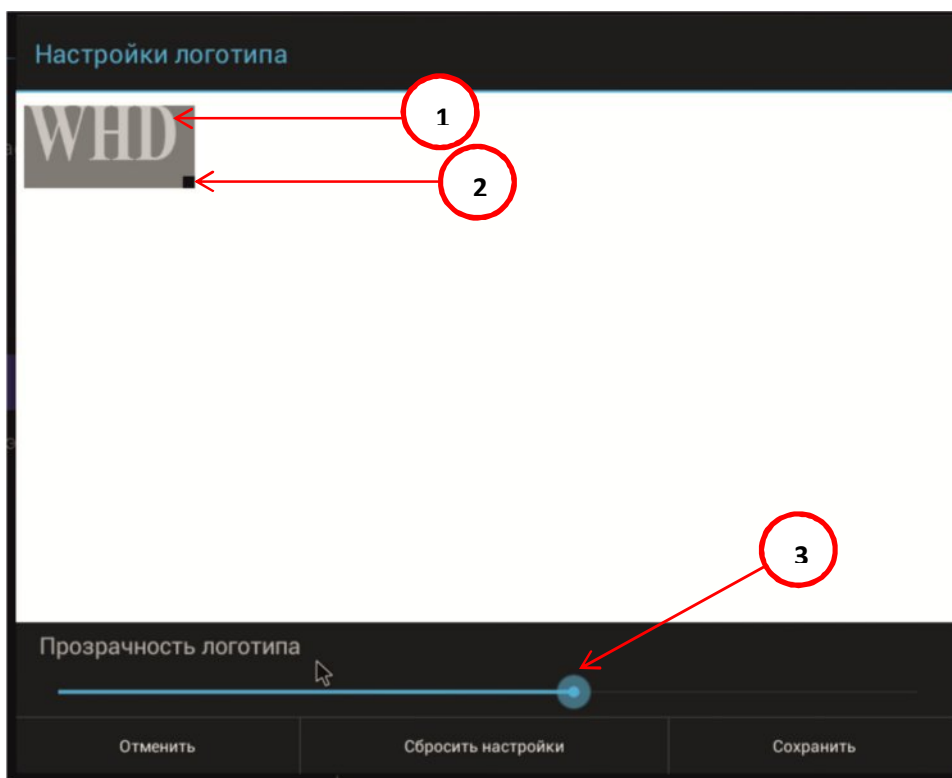 Настройки логотипа
WHD
1
2
3
Прозрачность логотипа
Отменить
Сбросить настройки
Сохранить